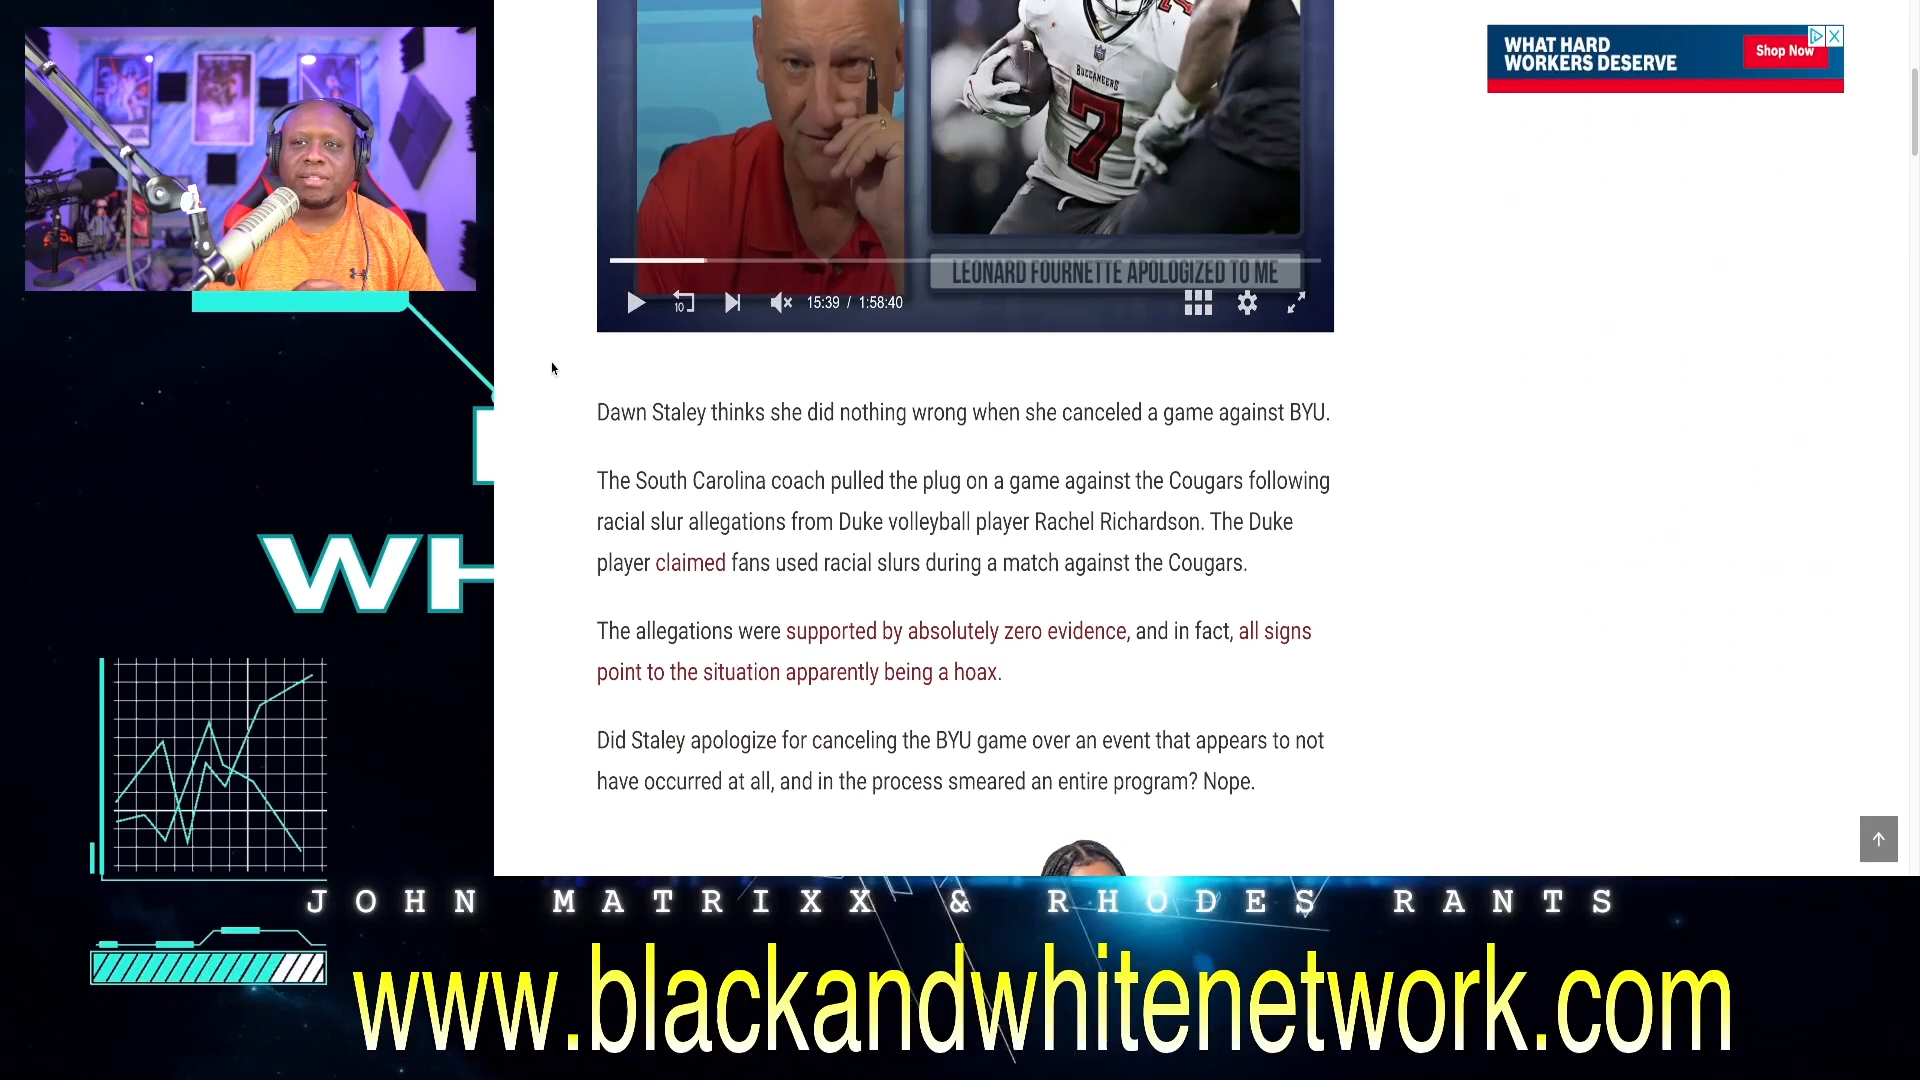 WHAT HARD
WORKERS DESERVE
Shop Now
BUCCANEERS
7
LEONARD FOURNETTE APOLOGIZED TO ME
10
15:39 / 1:58:40
Dawn Staley thinks she did nothing wrong when she canceled a game against BYU.
The South Carolina coach pulled the plug on a game against the Cougars following
racial slur allegations from Duke volleyball player Rachel Richardson. The Duke
player claimed fans used racial slurs during a match against the Cougars.
The allegations were supported by absolutely zero evidence, and in fact, all signs
point to the situation apparently being a hoax.
Did Staley apologize for canceling the BYU game over an event that appears to not
have occurred at all, and in the process smeared an entire program? Nope.
WH
JOHN MATRIXX & RHODES RANTS
www.blackandwhitenetwork.com